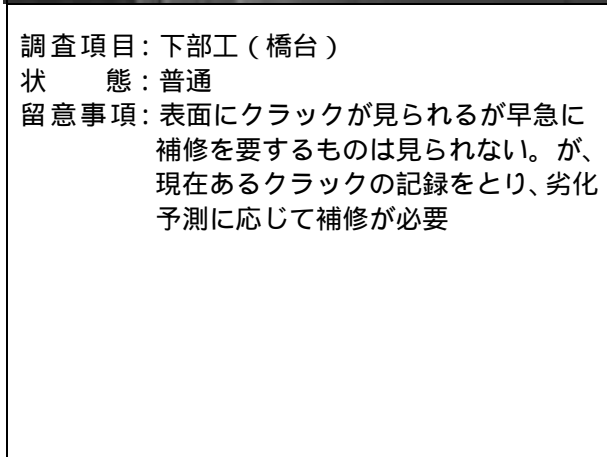 調査項目：下部工（橋台）
状　　態：普通
留意事項：表面にクラックが見られるが早急に
補修を要するものは見られない。が、
現在あるクラックの記録をとり、劣化
予測に応じて補修が必要